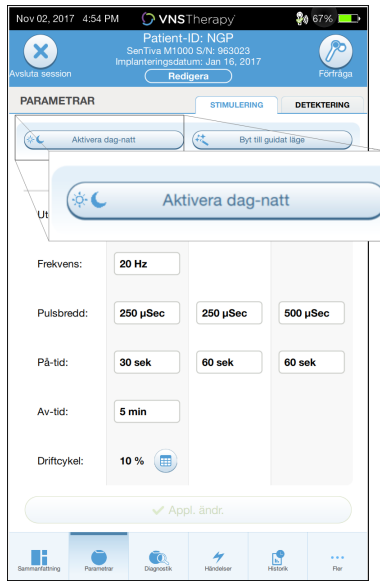 Nov 02, 2017 4:54 PM VNSTherapy 67%
Patient-ID: NGP
SenTiva M1000 S/N: 963023
Implanteringsdatum: Jan 16, 2017
Avsluta session Redigera Förfråga
PARAMETRAR STIMULERING DETEKTERING
Aktivera dag-natt Byt till guidat läge
Aktivera dag-natt
Ut
Frekvens: 20 Hz
Pulsbredd: 250 µSec 250 µSec 500 µSec
På-tid: 30 sek 60 sek 60 sek
Av-tid: 5 min
Driftcykel: 10 %
Appl. ändr.
Sammanfattning Parametrar Diagnostik Händelser Historik Fler